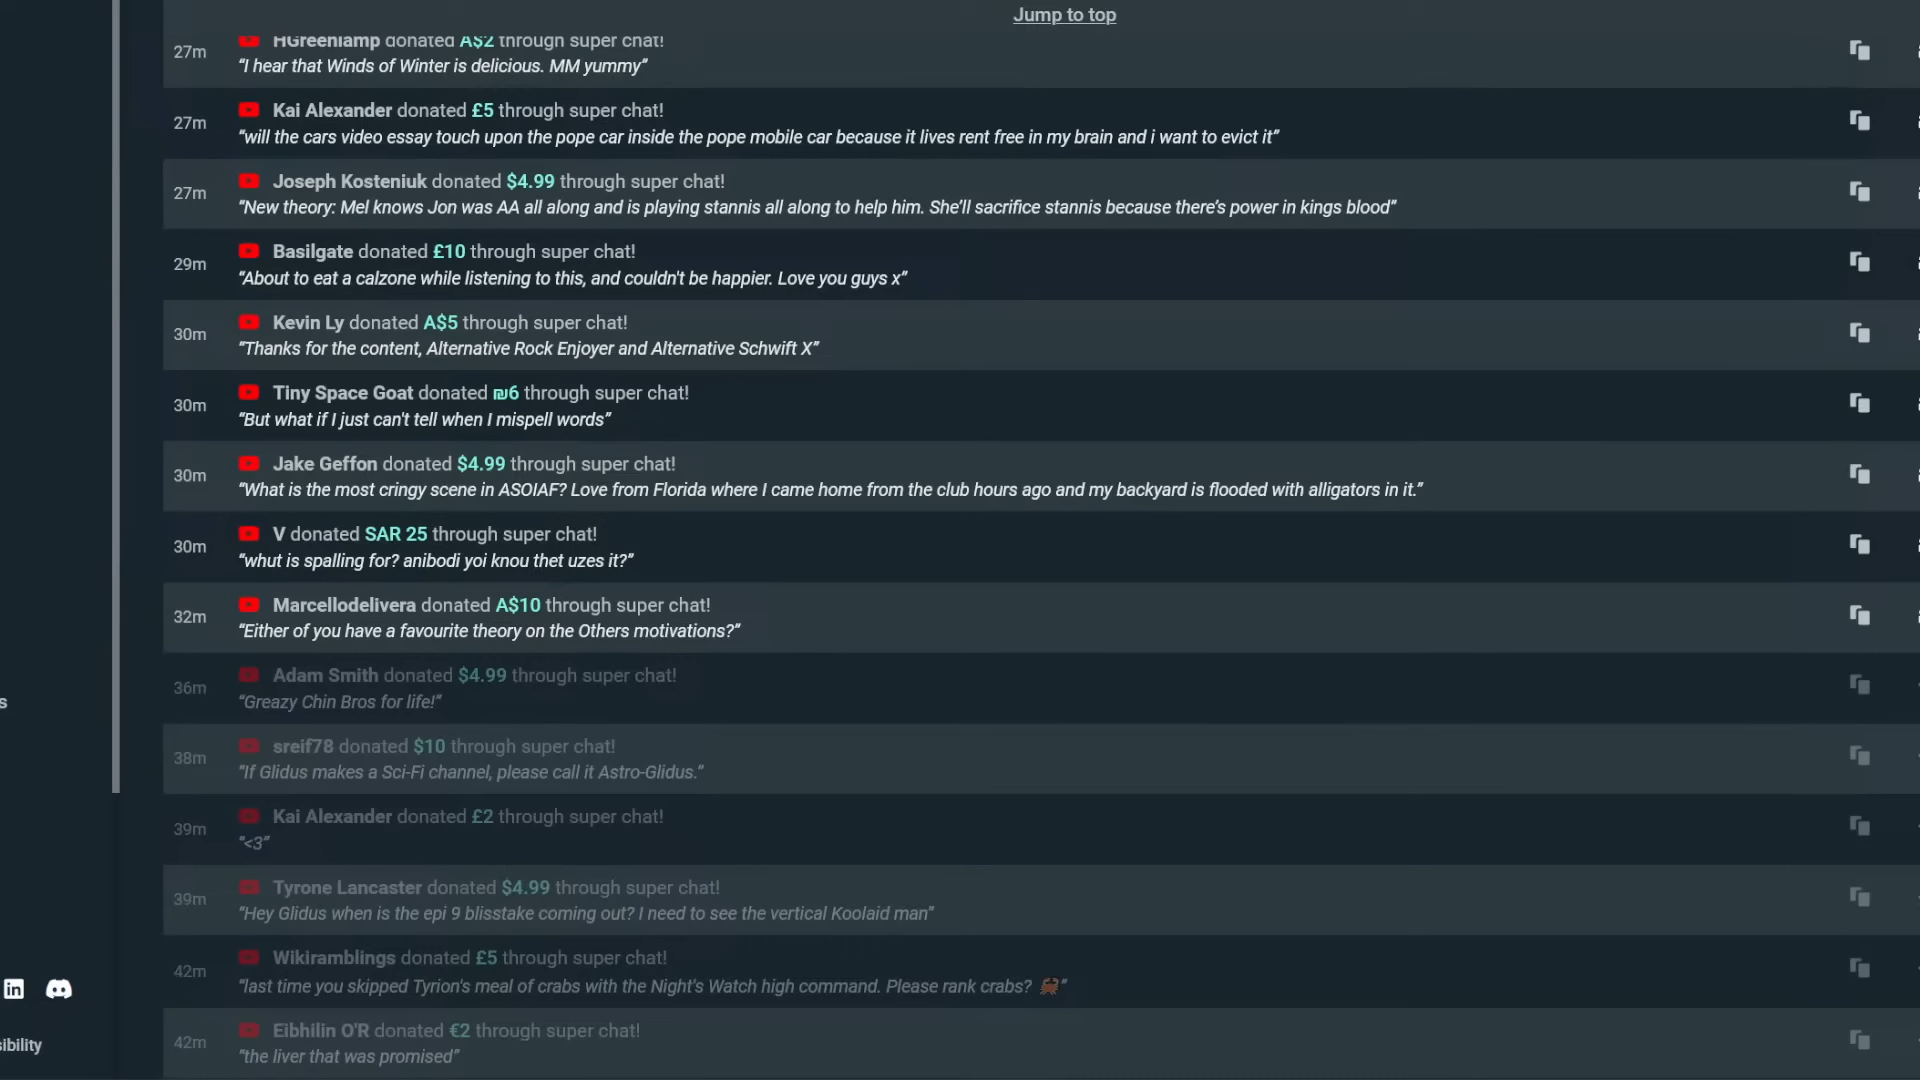 Jump to top
27m
HGreenlamp donated A$2 through super chat!
“I hear that Winds of Winter is delicious. MM yummy”
27m
Kai Alexander donated £5 through super chat!
“will the cars video essay touch upon the pope car inside the pope mobile car because it lives rent free in my brain and i want to evict it”
27m
Joseph Kosteniuk donated $4.99 through super chat!
“New theory: Mel knows Jon was AA all along and is playing stannis all along to help him. She’ll sacrifice stannis because there’s power in kings blood”
29m
Basilgate donated £10 through super chat!
“About to eat a calzone while listening to this, and couldn't be happier. Love you guys x”
30m
Kevin Ly donated A$5 through super chat!
“Thanks for the content, Alternative Rock Enjoyer and Alternative Schwift X”
30m
Tiny Space Goat donated ₪6 through super chat!
“But what if I just can't tell when I mispell words”
30m
Jake Geffon donated $4.99 through super chat!
“What is the most cringy scene in ASOIAF? Love from Florida where I came home from the club hours ago and my backyard is flooded with alligators in it.”
30m
V donated SAR 25 through super chat!
“whut is spalling for? anibodi yoi knou thet uzes it?”
32m
Marcellodelivera donated A$10 through super chat!
“Either of you have a favourite theory on the Others motivations?”
36m
Adam Smith donated $4.99 through super chat!
“Greazy Chin Bros for life!”
38m
sreif78 donated $10 through super chat!
“If Glidus makes a Sci-Fi channel, please call it Astro-Glidus.”
39m
Kai Alexander donated £2 through super chat!
“<3”
39m
Tyrone Lancaster donated $4.99 through super chat!
“Hey Glidus when is the epi 9 blisstake coming out? I need to see the vertical Koolaid man”
42m
Wikiramblings donated £5 through super chat!
“last time you skipped Tyrion's meal of crabs with the Night's Watch high command. Please rank crabs? 🦀”
42m
Eibhilin O'R donated €2 through super chat!
“the liver that was promised”
s
in
sibility